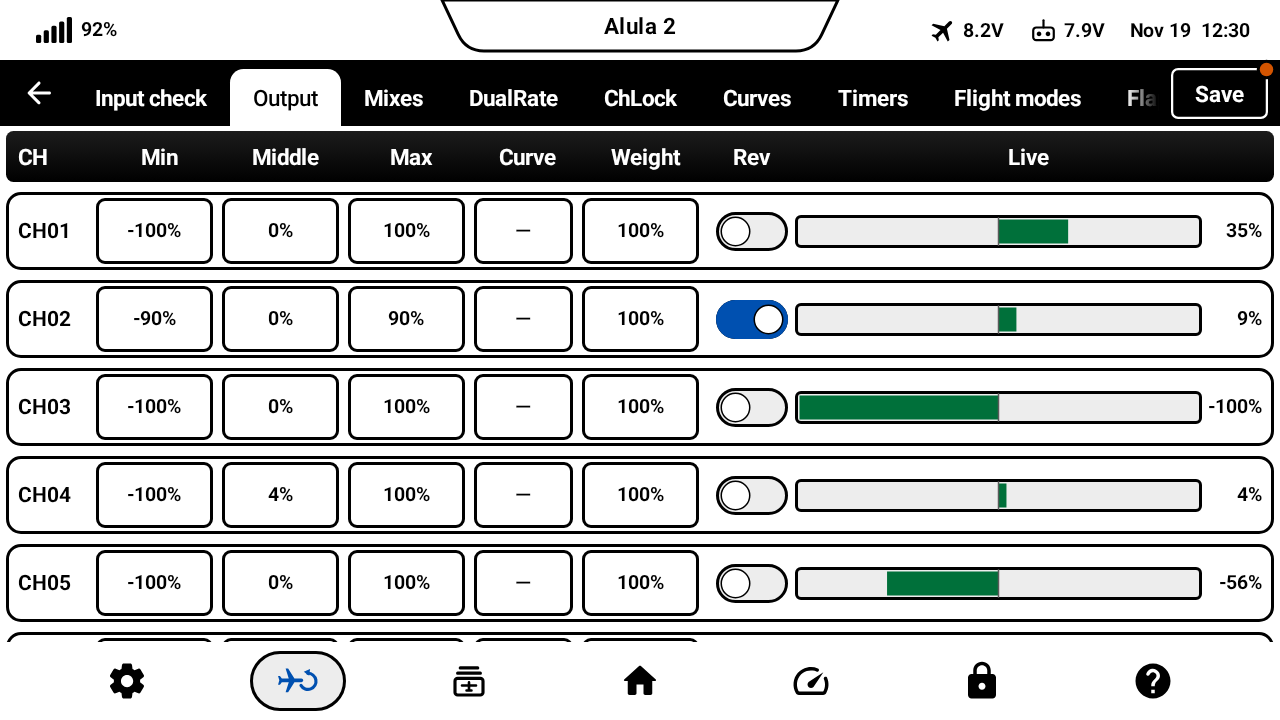 92%
Alula 2
8.2V
7.9V
Nov 19 12:30
Input check
Output
Mixes
DualRate
ChLock
Curves
Timers
Flight modes
Fla
Save
CH Min Middle Max Curve Weight Rev Live
CH01 -100% 0% 100% – 100% 35%
CH02 -90% 0% 90% – 100% 9%
CH03 -100% 0% 100% – 100% -100%
CH04 -100% 4% 100% – 100% 4%
CH05 -100% 0% 100% – 100% -56%